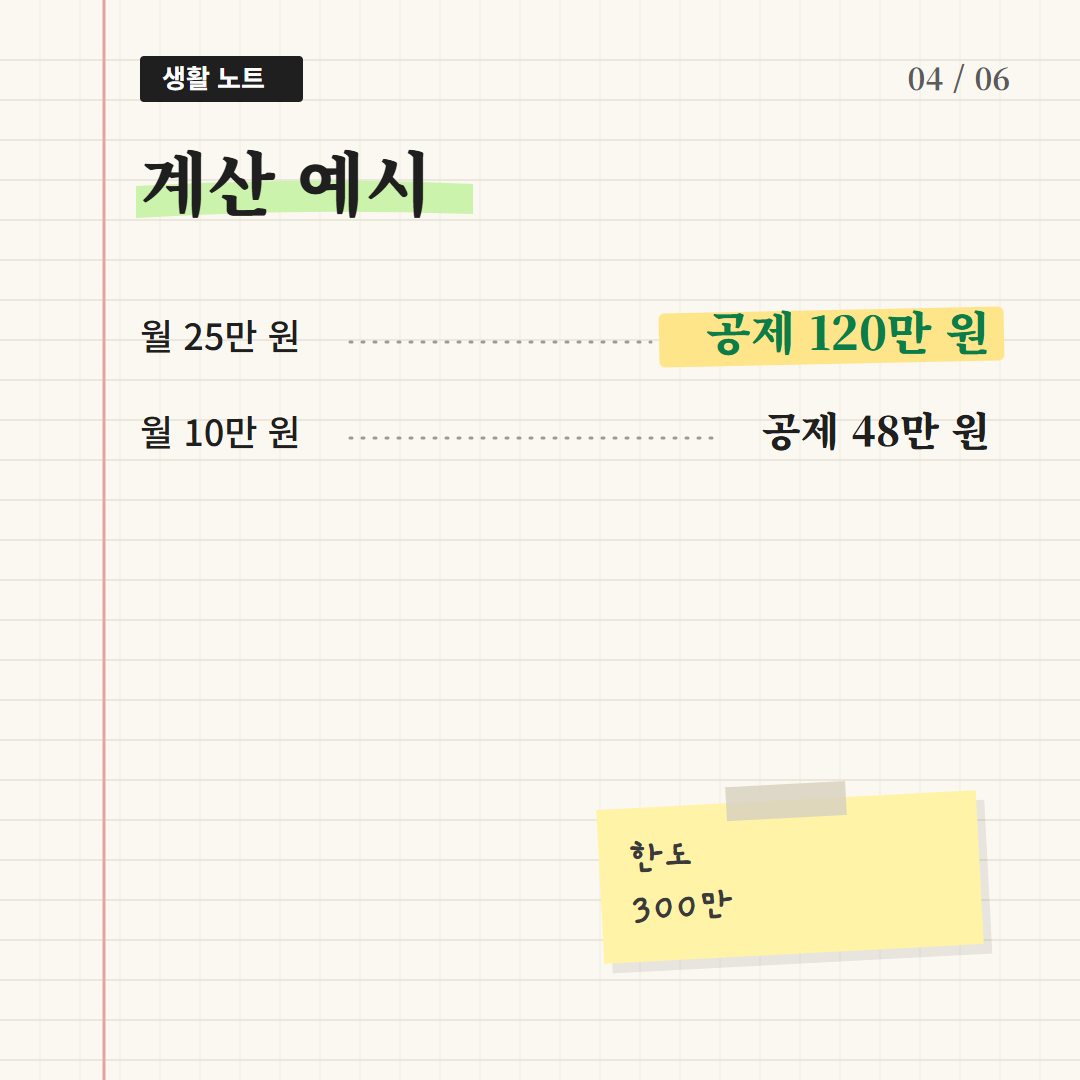 생활 노트
04 / 06
계산 예시
월 25만 원 공제 120만 원
월 10만 원 공제 48만 원
한도
300만